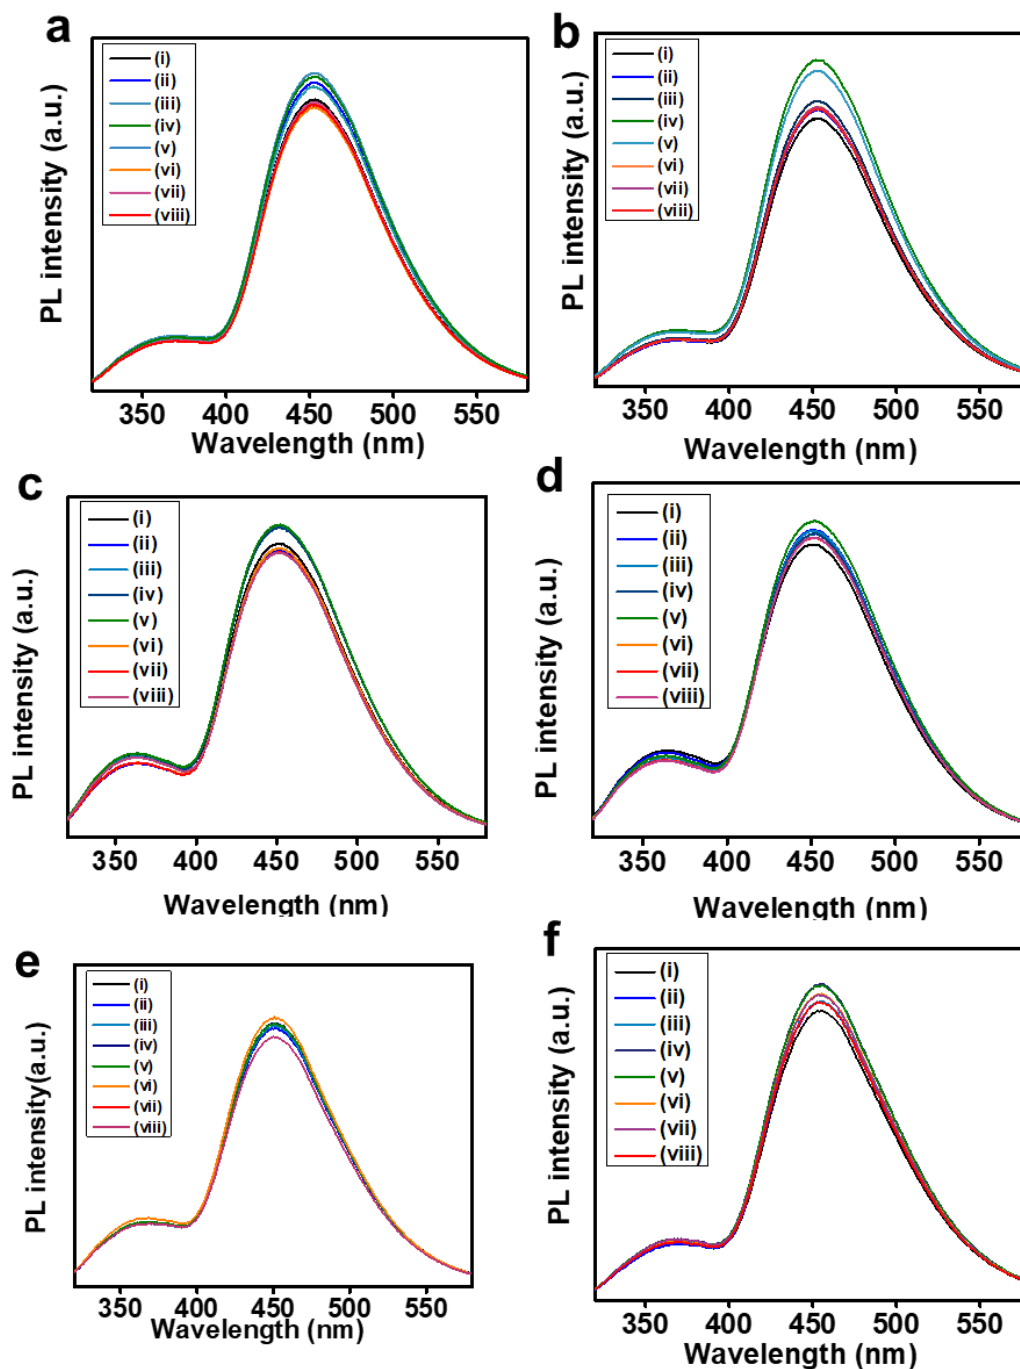 a
(i)
(ii)
(iii)
(iv)
(v)
(vi)
(vii)
(viii)
PL intensity (a.u.)
350 400 450 500 550
Wavelength (nm)
b
(i)
(ii)
(iii)
(iv)
(v)
(vi)
(vii)
(viii)
PL intensity (a.u.)
350 400 450 500 550
Wavelength (nm)
c
(i)
(ii)
(iii)
(iv)
(v)
(vi)
(vii)
(viii)
PL intensity (a.u.)
350 400 450 500 550
Wavelength (nm)
d
(i)
(ii)
(iii)
(iv)
(v)
(vi)
(vii)
(viii)
PL intensity (a.u.)
350 400 450 500 550
Wavelength (nm)
e
(i)
(ii)
(iii)
(iv)
(v)
(vi)
(vii)
(viii)
PL intensity(a.u.)
350 400 450 500 550
Wavelength (nm)
f
(i)
(ii)
(iii)
(iv)
(v)
(vi)
(vii)
(viii)
PL intensity (a.u.)
350 400 450 500 550
Wavelength (nm)